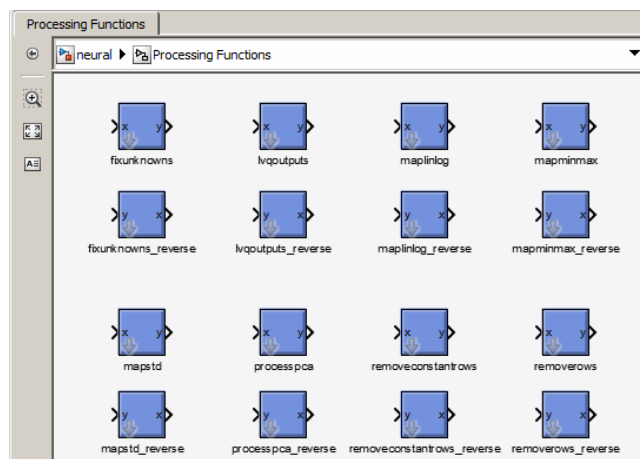 Processing Functions
neural Processing Functions
x y x y x y x y
fixunknowns lvqoutputs maplinlog mapminmax
y x y x y x y x
fixunknowns_reverse lvqoutputs_reverse maplinlog_reverse mapminmax_reverse
x y x y x y x y
mapstd processpca removeconstantrows removerows
y x y x y x y x
mapstd_reverse processpca_reverse removeconstantrows_reverse removerows_reverse